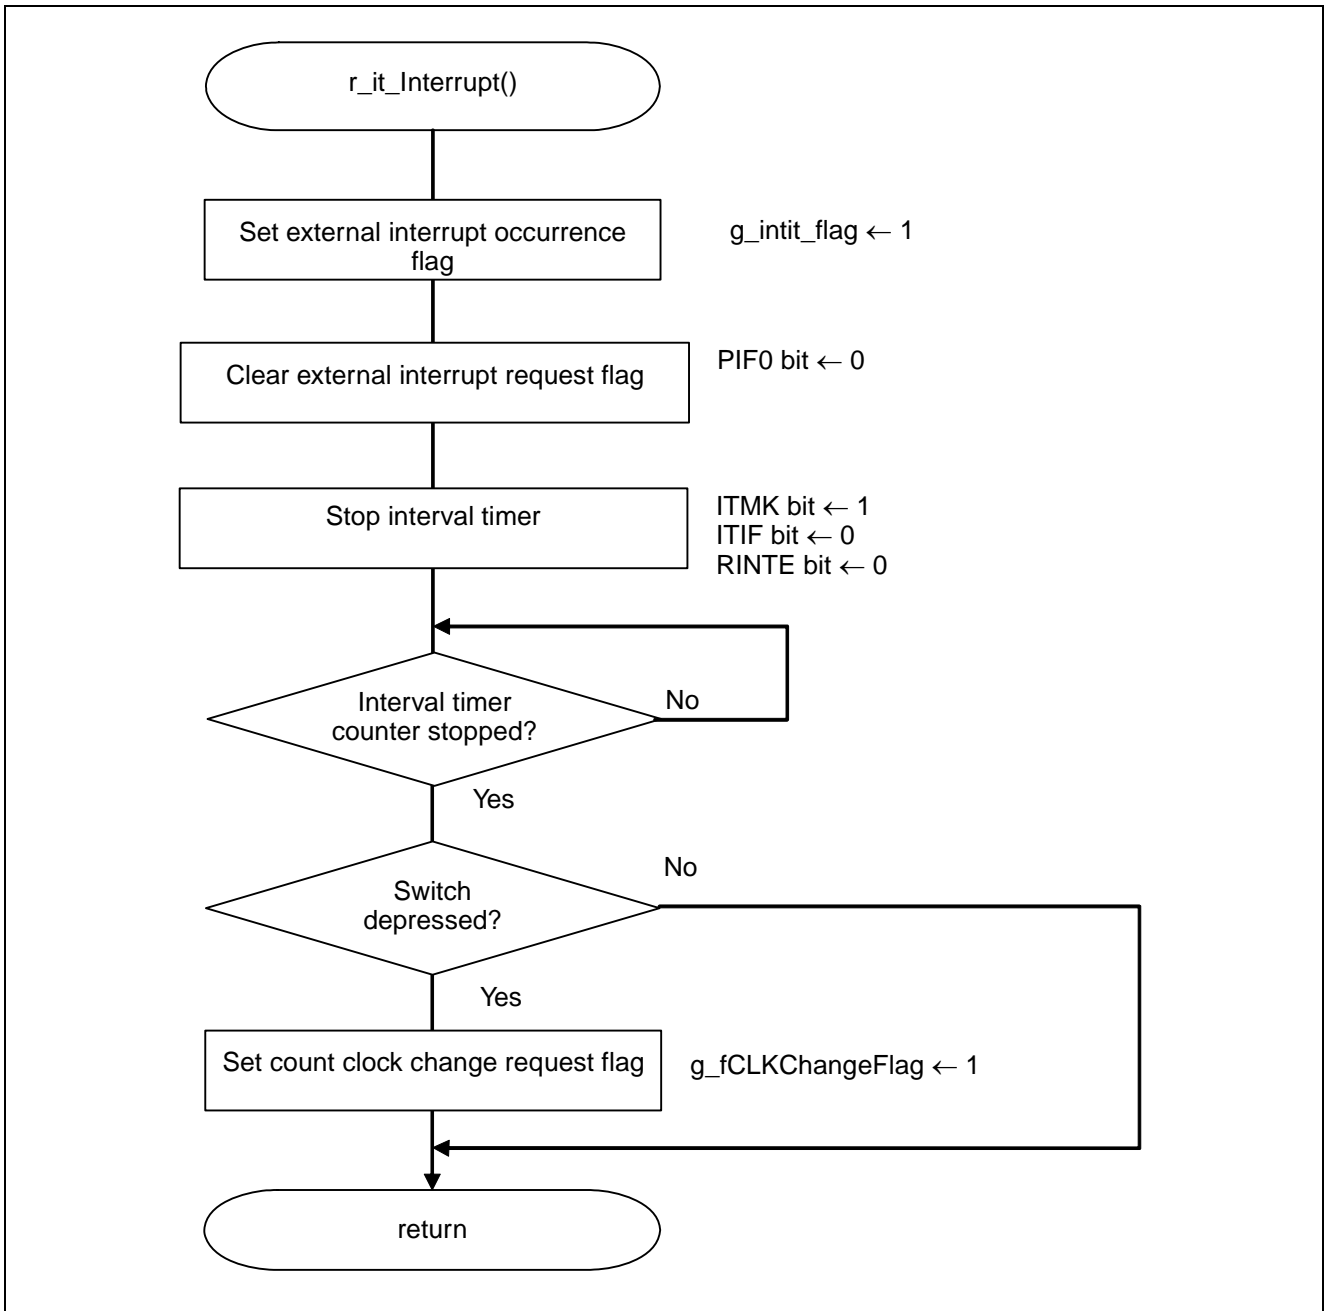 r_it_Interrupt()
Set external interrupt occurrence
flag
g_intit_flag ← 1
Clear external interrupt request flag
PIF0 bit ← 0
Stop interval timer
ITMK bit ← 1
ITIF bit ← 0
RINTE bit ← 0
Interval timer
counter stopped?
No
Yes
Switch
depressed?
No
Yes
Set count clock change request flag
g_fCLKChangeFlag ← 1
return